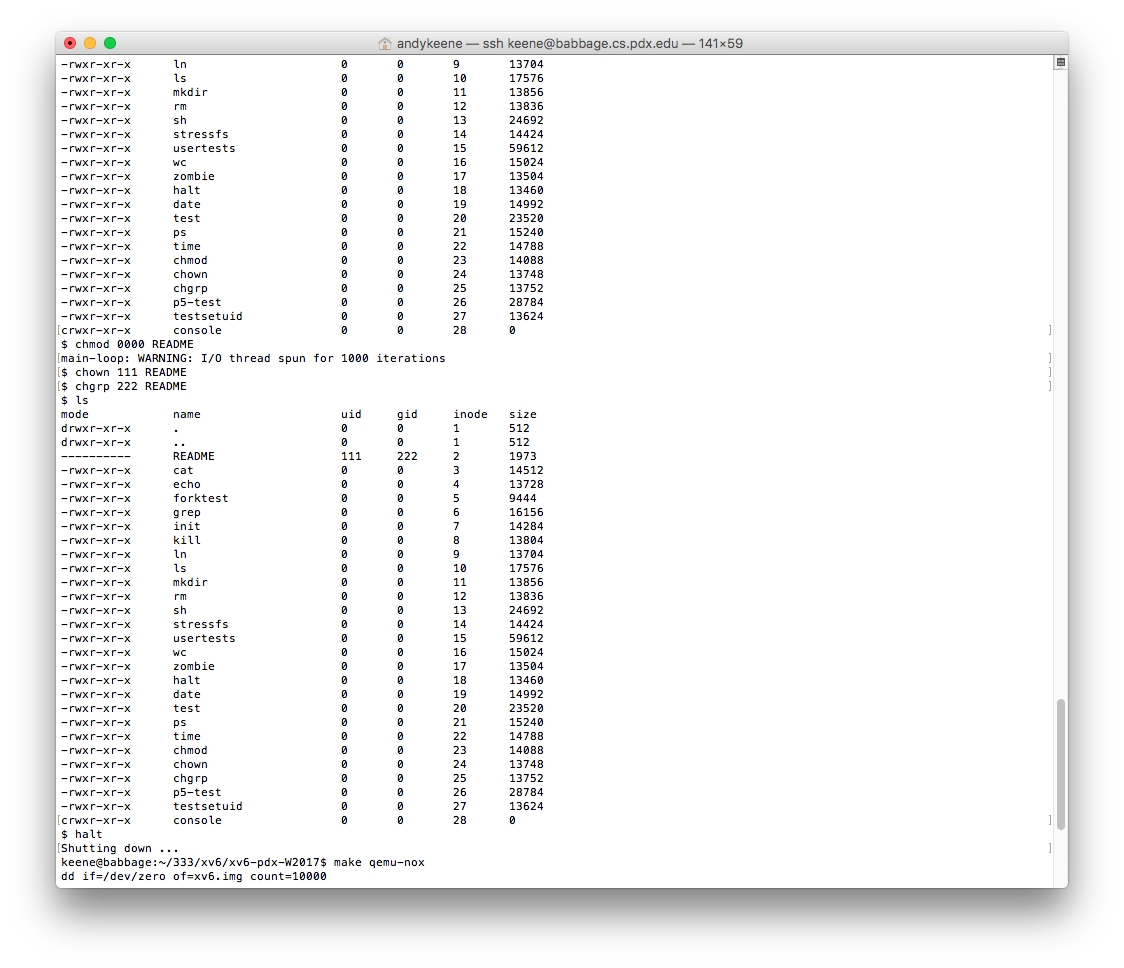 andykeene — ssh keene@babbage.cs.pdx.edu — 141×59
-rwxr-xr-x ln 0 0 9 13704
-rwxr-xr-x ls 0 0 10 17576
-rwxr-xr-x mkdir 0 0 11 13856
-rwxr-xr-x rm 0 0 12 13836
-rwxr-xr-x sh 0 0 13 24692
-rwxr-xr-x stressfs 0 0 14 14424
-rwxr-xr-x usertests 0 0 15 59612
-rwxr-xr-x wc 0 0 16 15024
-rwxr-xr-x zombie 0 0 17 13504
-rwxr-xr-x halt 0 0 18 13460
-rwxr-xr-x date 0 0 19 14992
-rwxr-xr-x test 0 0 20 23520
-rwxr-xr-x ps 0 0 21 15240
-rwxr-xr-x time 0 0 22 14788
-rwxr-xr-x chmod 0 0 23 14088
-rwxr-xr-x chown 0 0 24 13748
-rwxr-xr-x chgrp 0 0 25 13752
-rwxr-xr-x p5-test 0 0 26 28784
-rwxr-xr-x testsetuid 0 0 27 13624
[crwxr-xr-x console 0 0 28 0 ]
$ chmod 0000 README
[main-loop: WARNING: I/O thread spun for 1000 iterations ]
[$ chown 111 README ]
[$ chgrp 222 README ]
$ ls
mode name uid gid inode size
drwxr-xr-x . 0 0 1 512
drwxr-xr-x .. 0 0 1 512
---------- README 111 222 2 1973
-rwxr-xr-x cat 0 0 3 14512
-rwxr-xr-x echo 0 0 4 13728
-rwxr-xr-x forktest 0 0 5 9444
-rwxr-xr-x grep 0 0 6 16156
-rwxr-xr-x init 0 0 7 14284
-rwxr-xr-x kill 0 0 8 13804
-rwxr-xr-x ln 0 0 9 13704
-rwxr-xr-x ls 0 0 10 17576
-rwxr-xr-x mkdir 0 0 11 13856
-rwxr-xr-x rm 0 0 12 13836
-rwxr-xr-x sh 0 0 13 24692
-rwxr-xr-x stressfs 0 0 14 14424
-rwxr-xr-x usertests 0 0 15 59612
-rwxr-xr-x wc 0 0 16 15024
-rwxr-xr-x zombie 0 0 17 13504
-rwxr-xr-x halt 0 0 18 13460
-rwxr-xr-x date 0 0 19 14992
-rwxr-xr-x test 0 0 20 23520
-rwxr-xr-x ps 0 0 21 15240
-rwxr-xr-x time 0 0 22 14788
-rwxr-xr-x chmod 0 0 23 14088
-rwxr-xr-x chown 0 0 24 13748
-rwxr-xr-x chgrp 0 0 25 13752
-rwxr-xr-x p5-test 0 0 26 28784
-rwxr-xr-x testsetuid 0 0 27 13624
[crwxr-xr-x console 0 0 28 0 ]
$ halt
[Shutting down ... ]
keene@babbage:~/333/xv6/xv6-pdx-W2017$ make qemu-nox
dd if=/dev/zero of=xv6.img count=10000